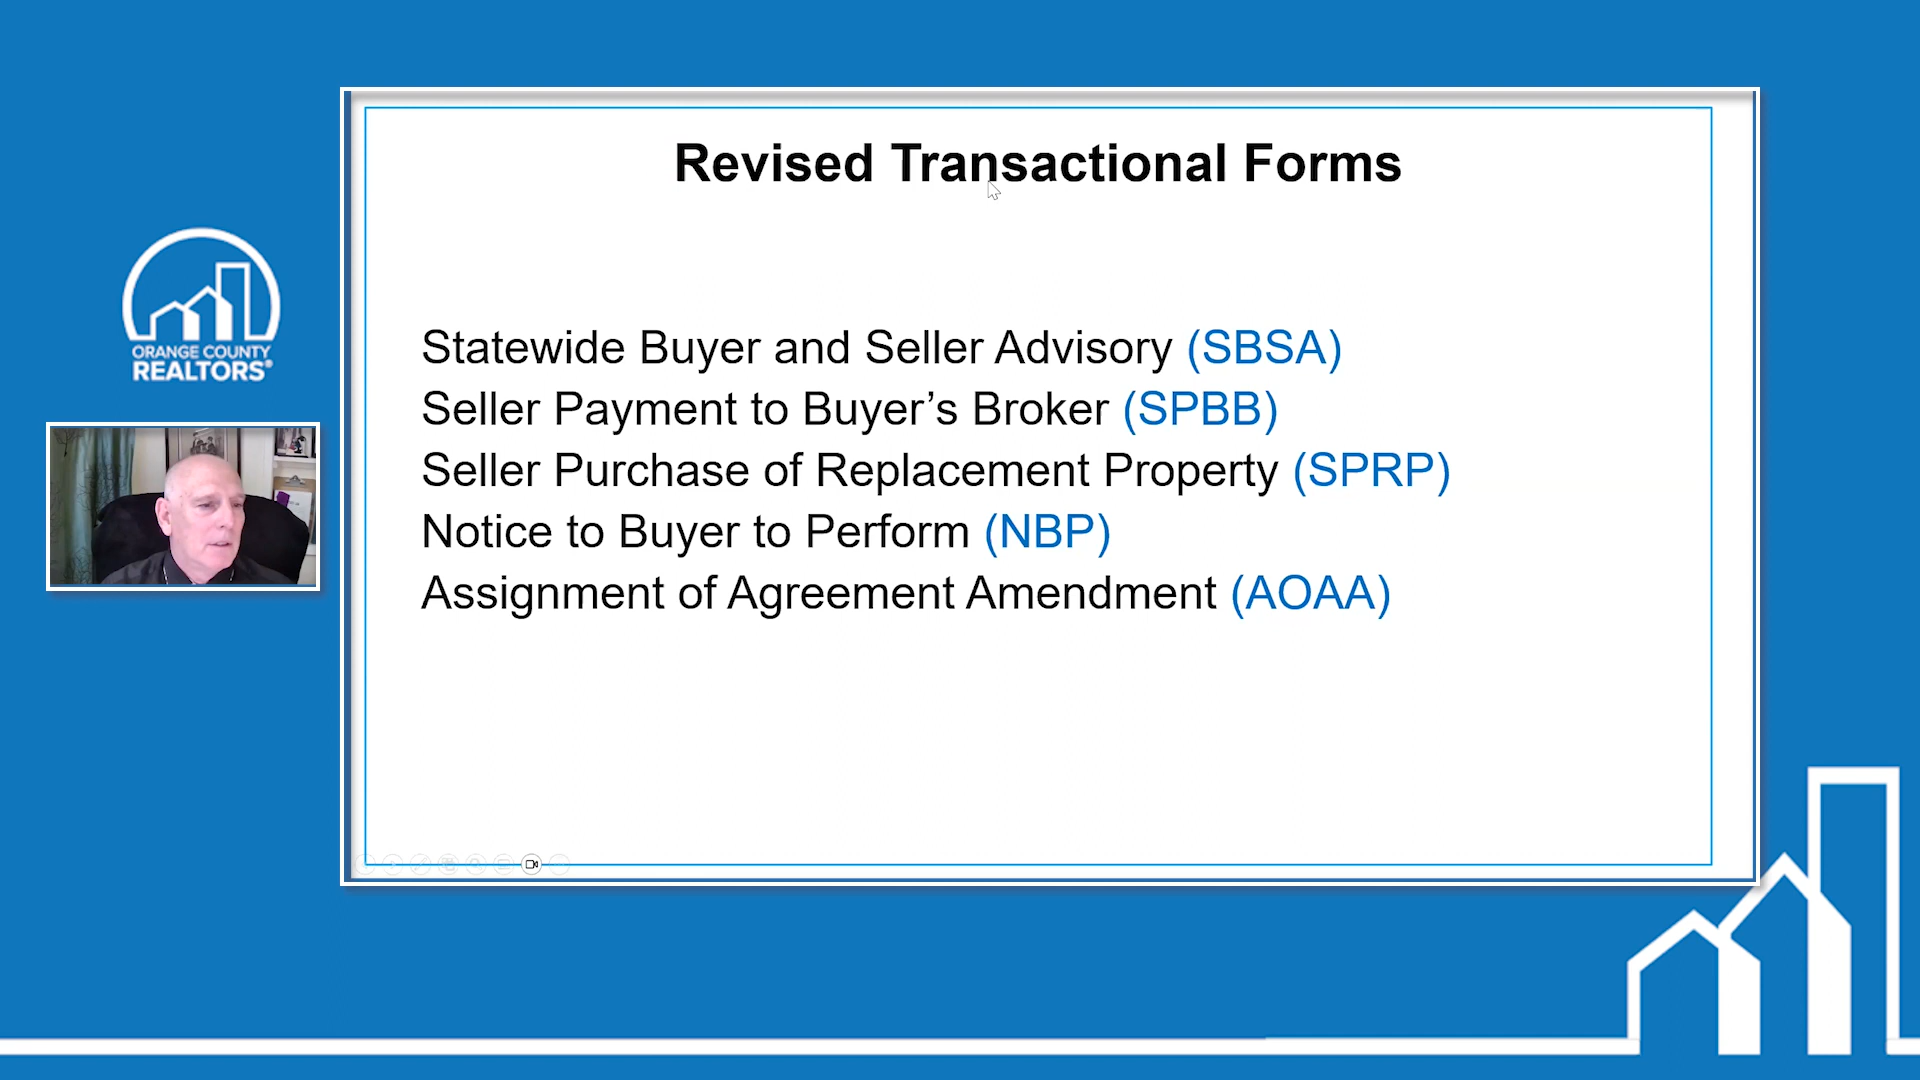 Revised Transactional Forms
ORANGE COUNTY
REALTORS®
Statewide Buyer and Seller Advisory (SBSA)
Seller Payment to Buyer’s Broker (SPBB)
Seller Purchase of Replacement Property (SPRP)
Notice to Buyer to Perform (NBP)
Assignment of Agreement Amendment (AOAA)